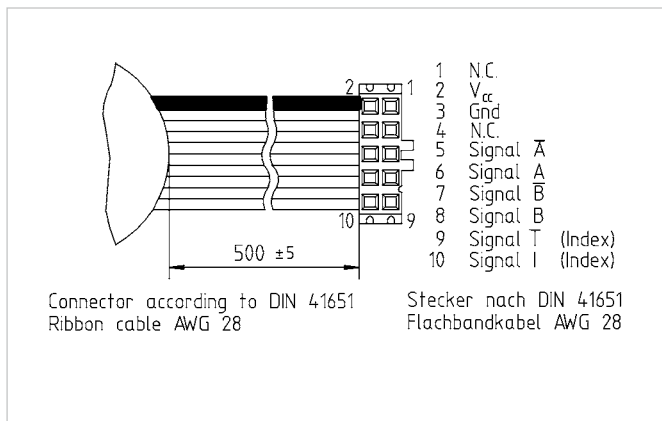 2 1
1 N.C.
2 Vcc
3 Gnd
4 N.C.
5 Signal A̅
6 Signal A
7 Signal B̅
8 Signal B
9 Signal I̅ (Index)
10 Signal I (Index)
10 9
500 ±5
Connector according to DIN 41651
Ribbon cable AWG 28
Stecker nach DIN 41651
Flachbandkabel AWG 28